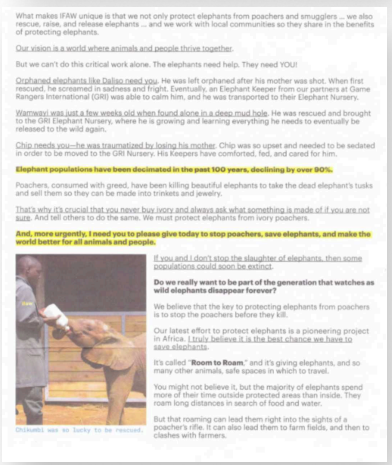 What makes IFAW unique is that we not only protect elephants from poachers and smugglers ... we also
rescue, raise, and release elephants ... and we work with local communities so they share in the benefits
of protecting elephants.
Our vision is a world where animals and people thrive together.
But we can't do this critical work alone. The elephants need help. They need YOU!
Orphaned elephants like Daliso need you. He was left orphaned after his mother was shot. When first
rescued, he screamed in sadness and fright. Eventually, an Elephant Keeper from our partners at Game
Rangers International (GRI) was able to calm him, and he was transported to their Elephant Nursery.
Wamwayi was just a few weeks old when found alone in a deep mud hole. He was rescued and brought
to the GRI Elephant Nursery, where he is growing and learning everything he needs to eventually be
released to the wild again.
Chip needs you—he was traumatized by losing his mother. Chip was so upset and needed to be sedated
in order to be moved to the GRI Nursery. His Keepers have comforted, fed, and cared for him.
Elephant populations have been decimated in the past 100 years, declining by over 90%.
Poachers, consumed with greed, have been killing beautiful elephants to take the dead elephant's tusks
and sell them so they can be made into trinkets and jewelry.
That's why it's crucial that you never buy ivory and always ask what something is made of if you are not
sure. And tell others to do the same. We must protect elephants from ivory poachers.
And, more urgently, I need you to please give today to stop poachers, save elephants, and make the
world better for all animals and people.
If you and I don't stop the slaughter of elephants, then some
populations could soon be extinct.
Do we really want to be part of the generation that watches as
wild elephants disappear forever?
We believe that the key to protecting elephants from poachers
is to stop the poachers before they kill.
Our latest effort to protect elephants is a pioneering project
in Africa. I truly believe it is the best chance we have to
save elephants.
It's called "Room to Roam," and it's giving elephants, and so
many other animals, safe spaces in which to travel.
You might not believe it, but the majority of elephants spend
more of their time outside protected areas than inside. They
roam long distances in search of food and water.
But that roaming can lead them right into the sights of a
poacher's rifle. It can also lead them to farm fields, and then to
clashes with farmers.
Chikumbi was so lucky to be rescued.